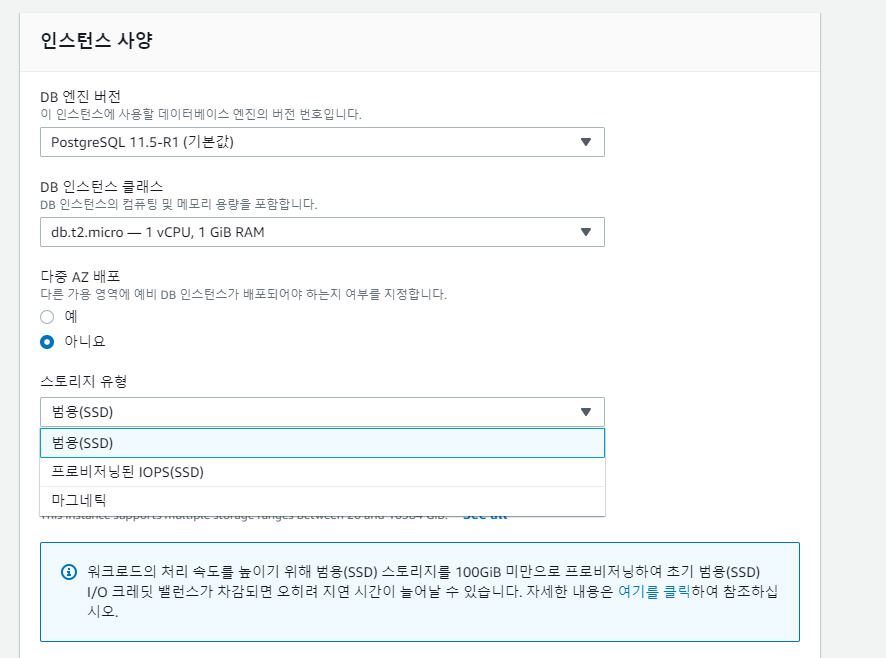 인스턴스 사양
DB 엔진 버전
이 인스턴스에 사용할 데이터베이스 엔진의 버전 번호입니다.
PostgreSQL 11.5-R1 (기본값)
DB 인스턴스 클래스
DB 인스턴스의 컴퓨팅 및 메모리 용량을 포함합니다.
db.t2.micro — 1 vCPU, 1 GiB RAM
다중 AZ 배포
다른 가용 영역에 예비 DB 인스턴스가 배포되어야 하는지 여부를 지정합니다.
예
아니요
스토리지 유형
범용(SSD)
범용(SSD)
프로비저닝된 IOPS(SSD)
마그네틱
This instance supports multiple storage ranges between 20 and 16384 GiB. See all
워크로드의 처리 속도를 높이기 위해 범용(SSD) 스토리지를 100GiB 미만으로 프로비저닝하여 초기 범용(SSD)
I/O 크레딧 밸런스가 차감되면 오히려 지연 시간이 늘어날 수 있습니다. 자세한 내용은 여기를 클릭하여 참조하십
시오.